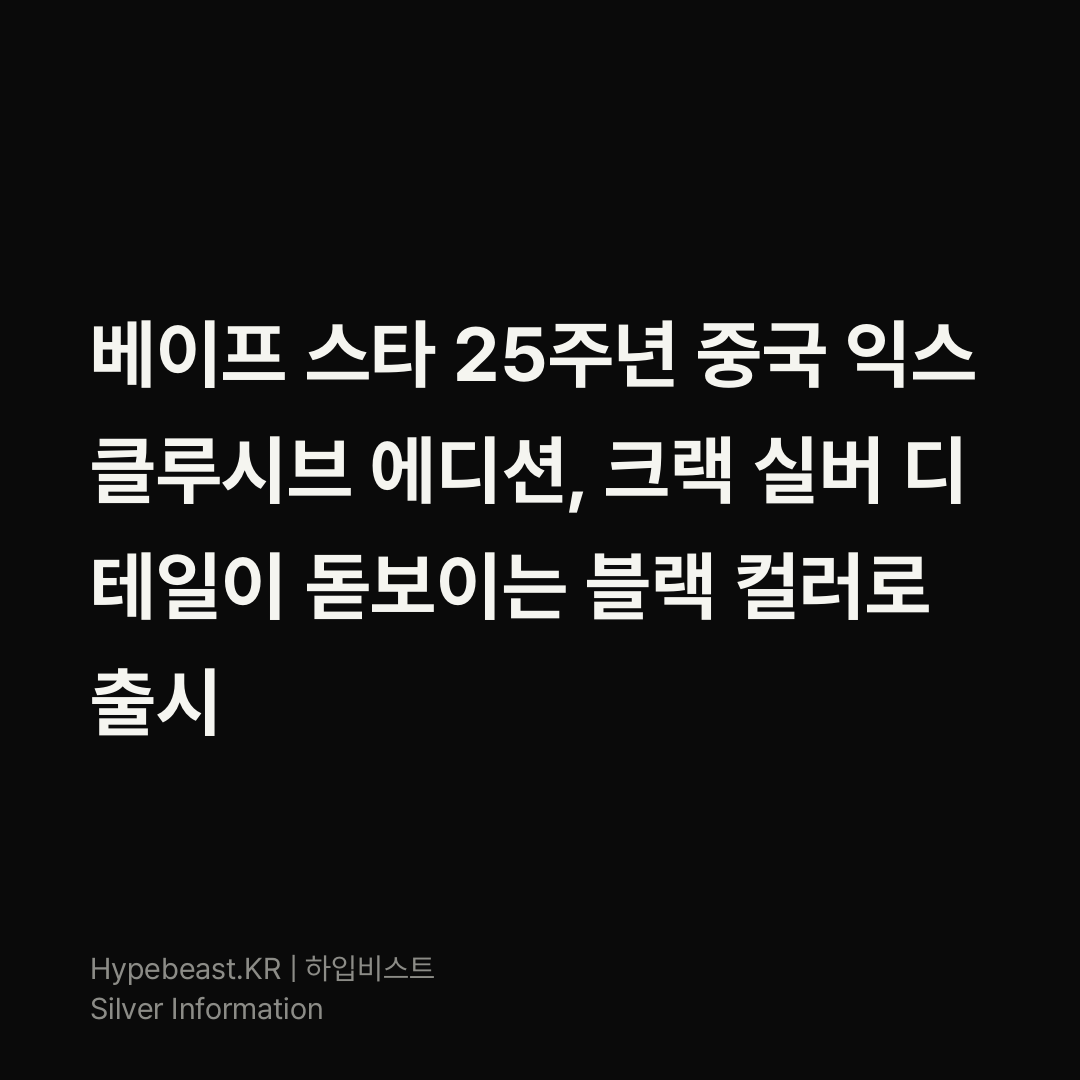 베이프 스타 25주년 중국 익스
클루시브 에디션, 크랙 실버 디
테일이 돋보이는 블랙 컬러로
출시
Hypebeast.KR | 하입비스트
Silver Information